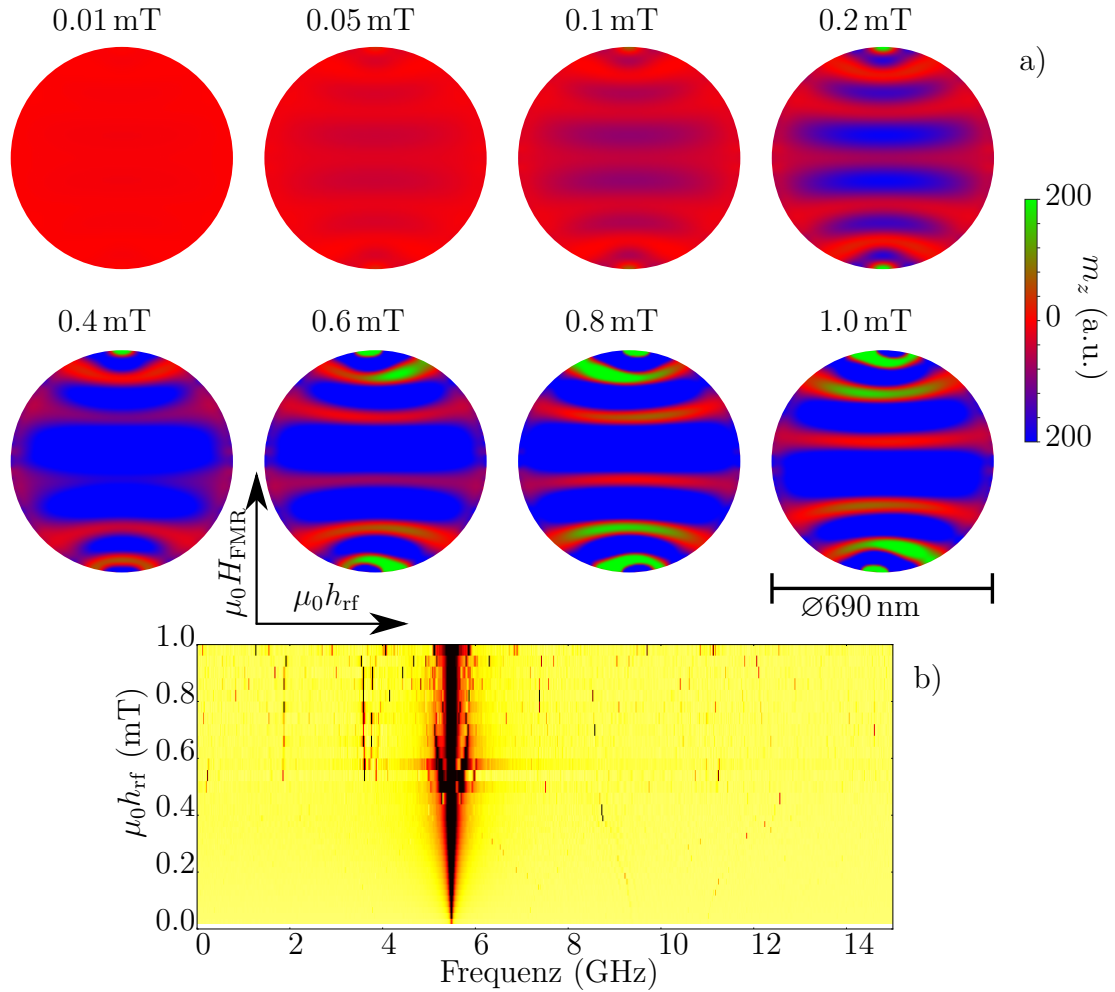 0.01 mT 0.05 mT 0.1 mT 0.2 mT
a)
200
0
200
m_z (a.u.)
0.4 mT 0.6 mT 0.8 mT 1.0 mT
μ₀H_FMR
μ₀h_rf
⌀690 nm
b)
1.0
0.8
0.6
0.4
0.2
0.0
μ₀h_rf (mT)
0 2 4 6 8 10 12 14
Frequenz (GHz)